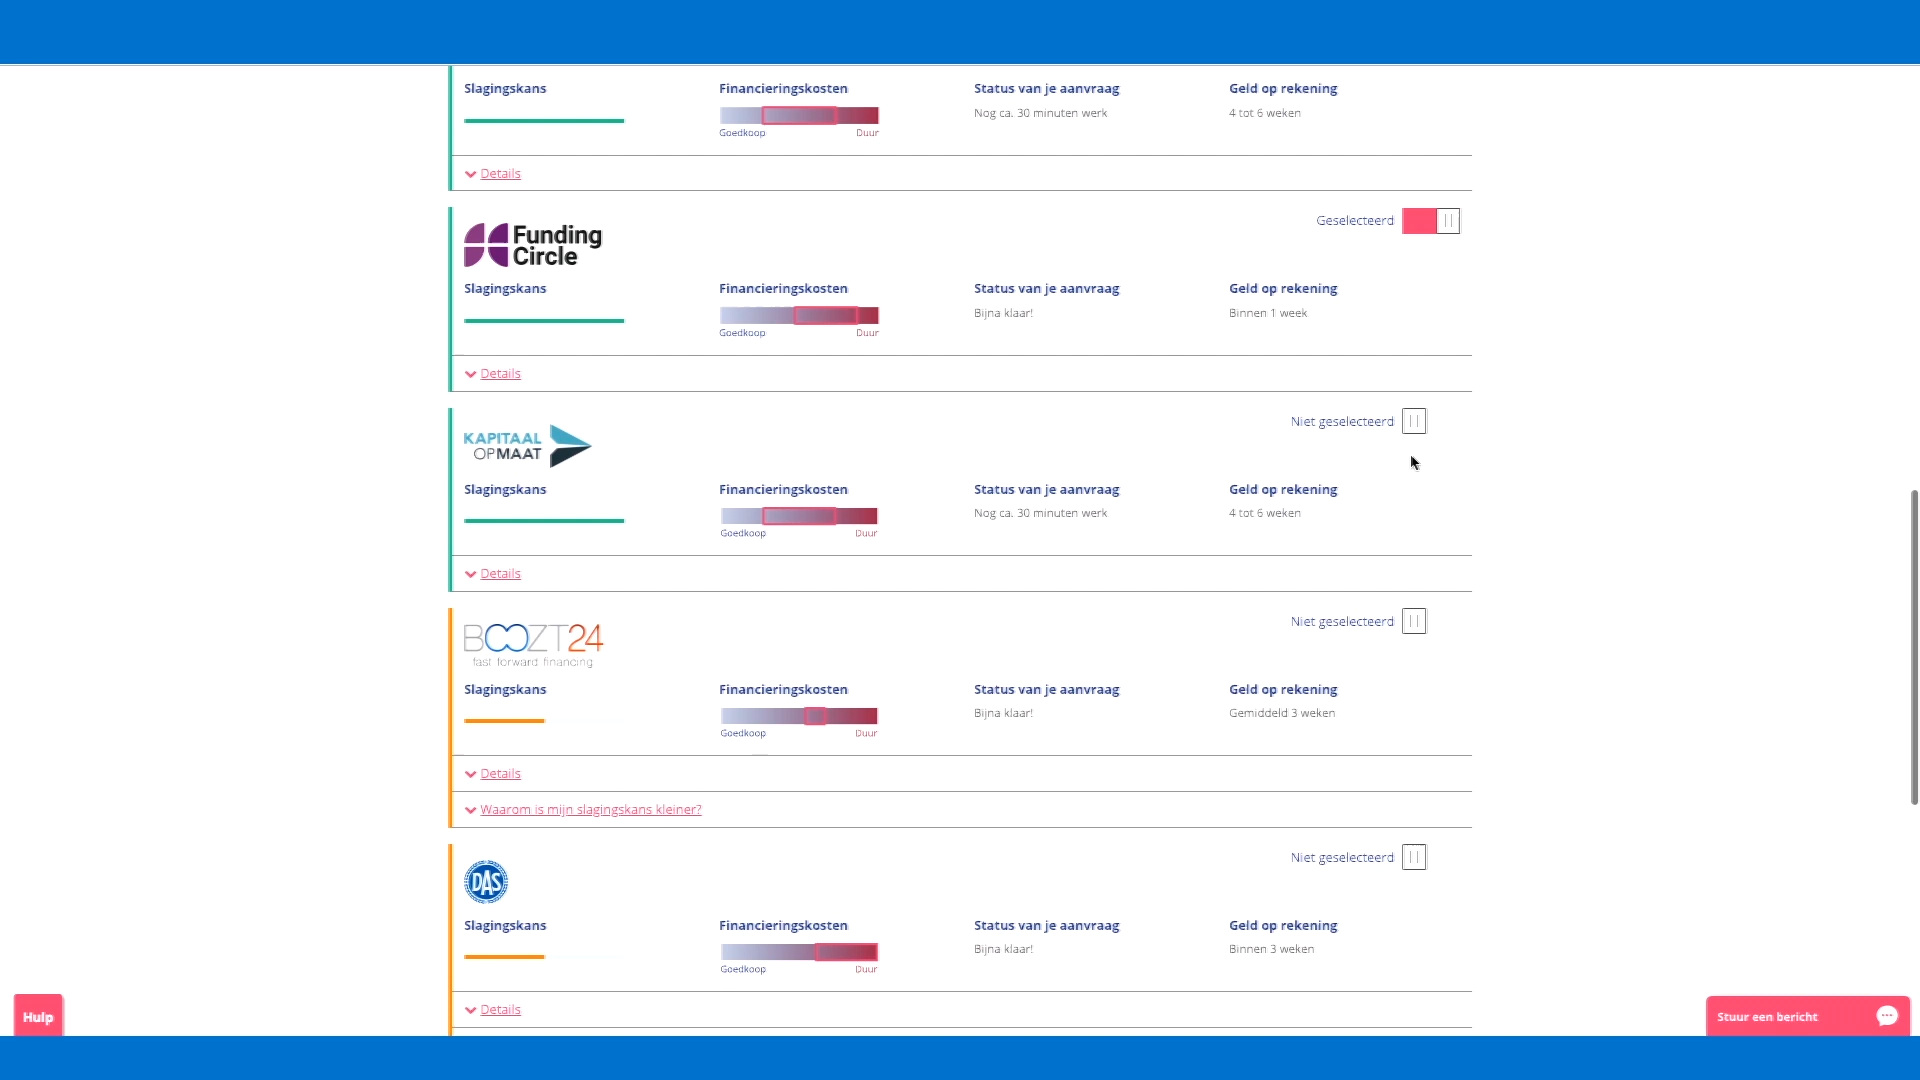 Slagingskans Financieringskosten Status van je aanvraag Geld op rekening
Nog ca. 30 minuten werk 4 tot 6 weken
Goedkoop Duur
Details
Funding
Circle
Geselecteerd
Slagingskans Financieringskosten Status van je aanvraag Geld op rekening
Bijna klaar! Binnen 1 week
Goedkoop Duur
Details
KAPITAAL
OPMAAT
Niet geselecteerd
Slagingskans Financieringskosten Status van je aanvraag Geld op rekening
Nog ca. 30 minuten werk 4 tot 6 weken
Goedkoop Duur
Details
BOOZT24
fast forward financing
Niet geselecteerd
Slagingskans Financieringskosten Status van je aanvraag Geld op rekening
Bijna klaar! Gemiddeld 3 weken
Goedkoop Duur
Details
Waarom is mijn slagingskans kleiner?
DAS
Niet geselecteerd
Slagingskans Financieringskosten Status van je aanvraag Geld op rekening
Bijna klaar! Binnen 3 weken
Goedkoop Duur
Details
Hulp
Stuur een bericht